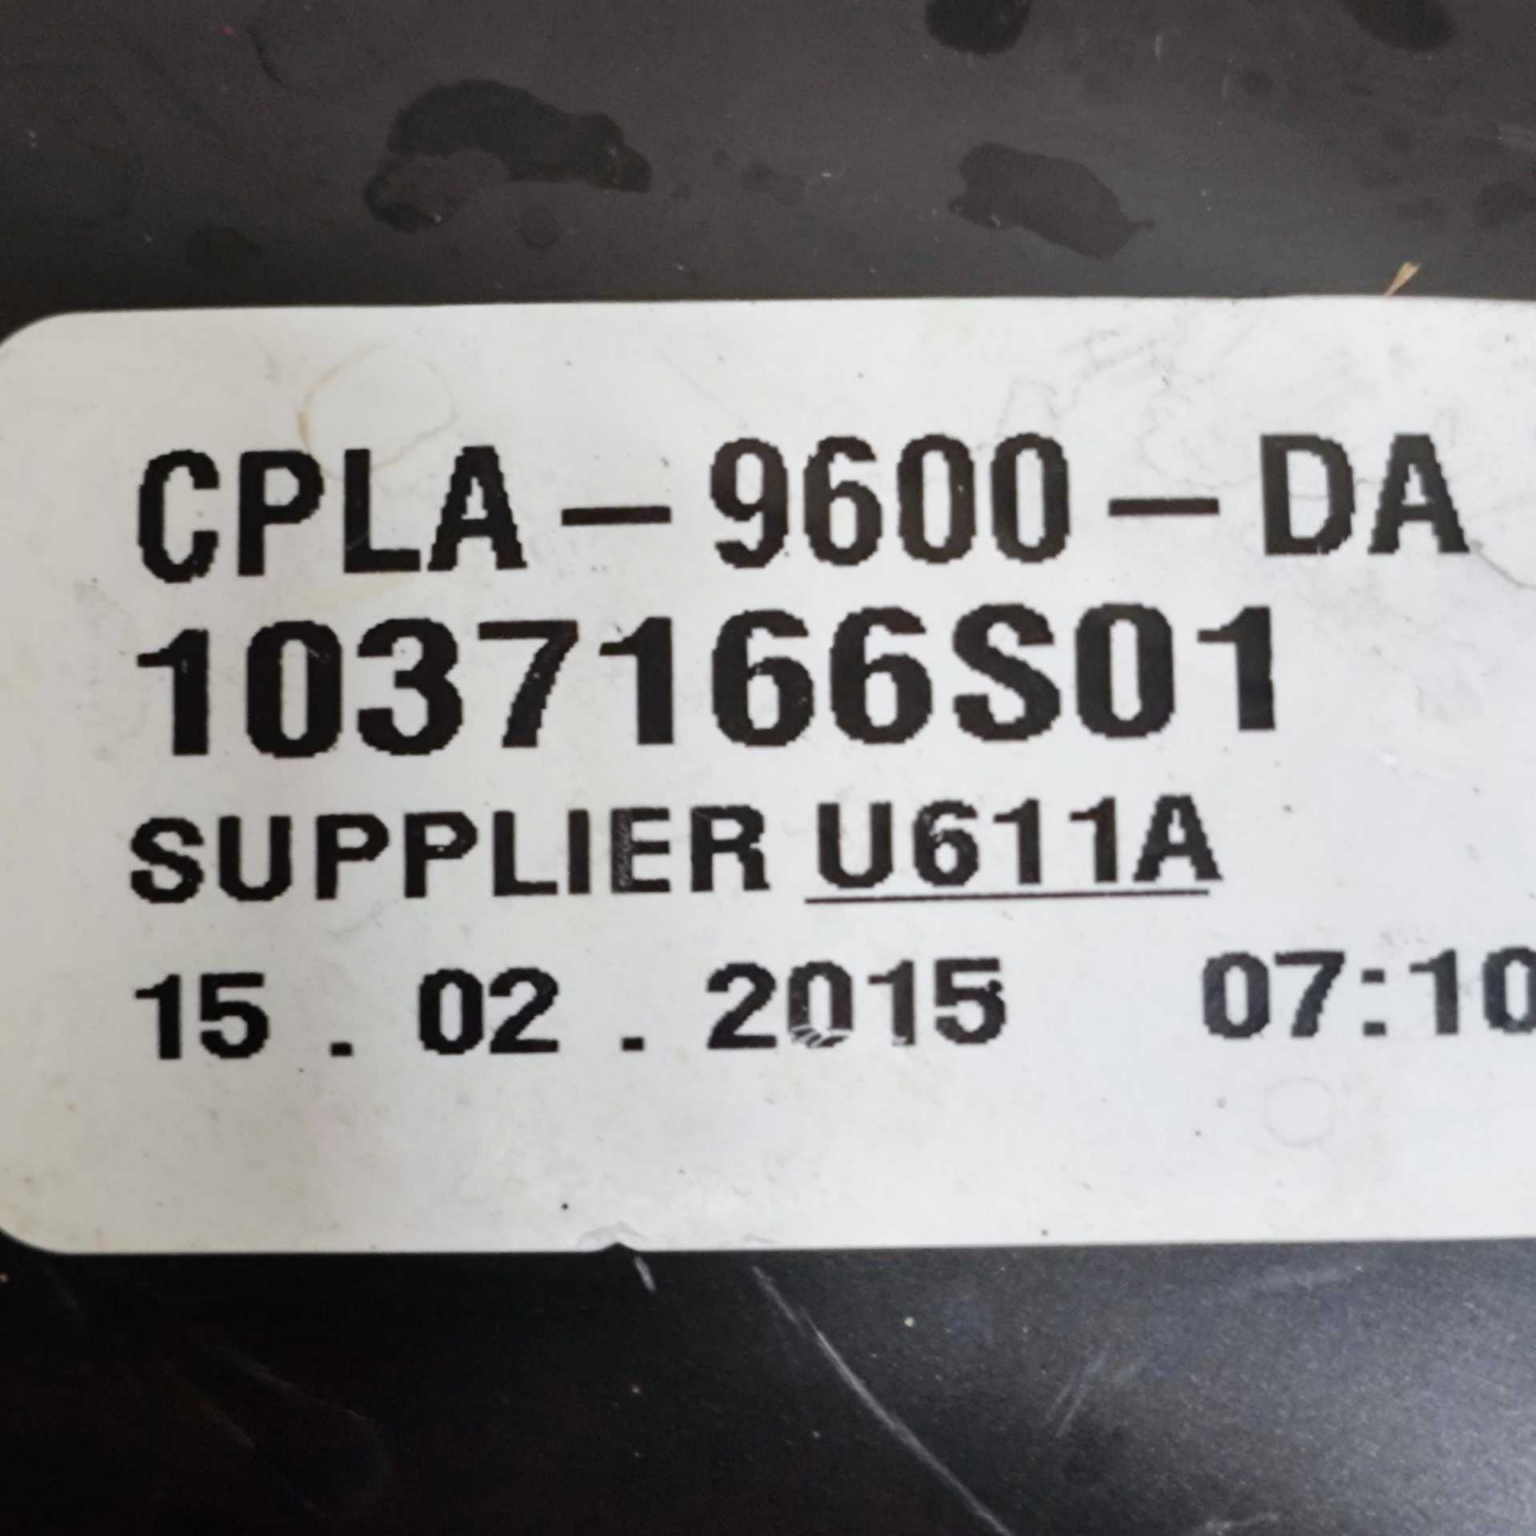 CPLA-9600-DA
1037166S01
SUPPLIER U611A
15.02.2015 07:10